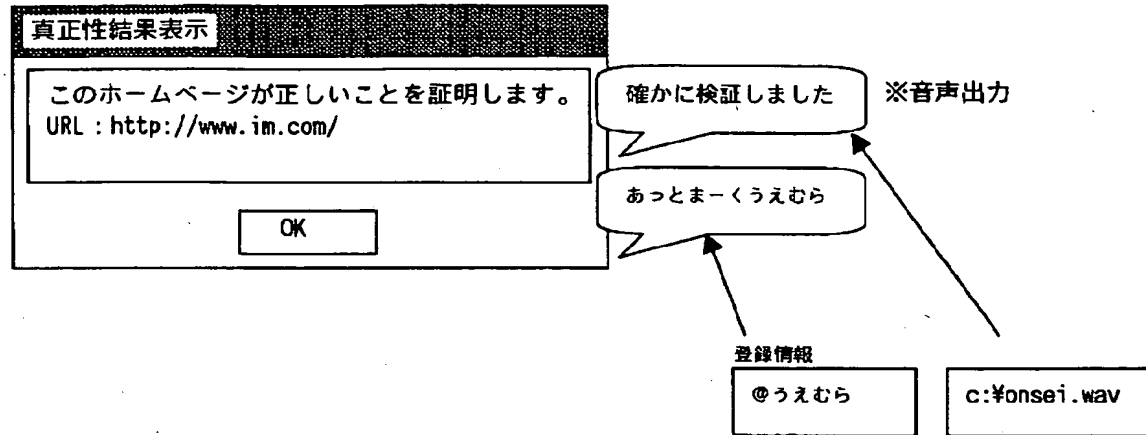 真正性結果表示
このホームページが正しいことを証明します。
URL:http://www.im.com/
OK
確かに検証しました
※音声出力
あっとまーくうえむら
登録情報
@うえむら
c:¥onsei.wav